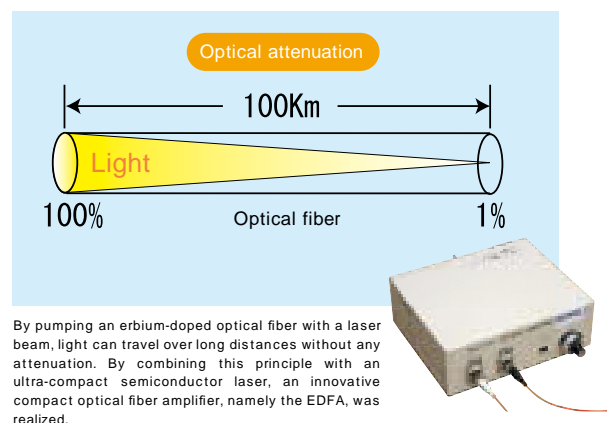 Optical attenuation
100Km
Light
100%
Optical fiber
1%
By pumping an erbium-doped optical fiber with a laser
beam, light can travel over long distances without any
attenuation. By combining this principle with an
ultra-compact semiconductor laser, an innovative
compact optical fiber amplifier, namely the EDFA, was
realized.